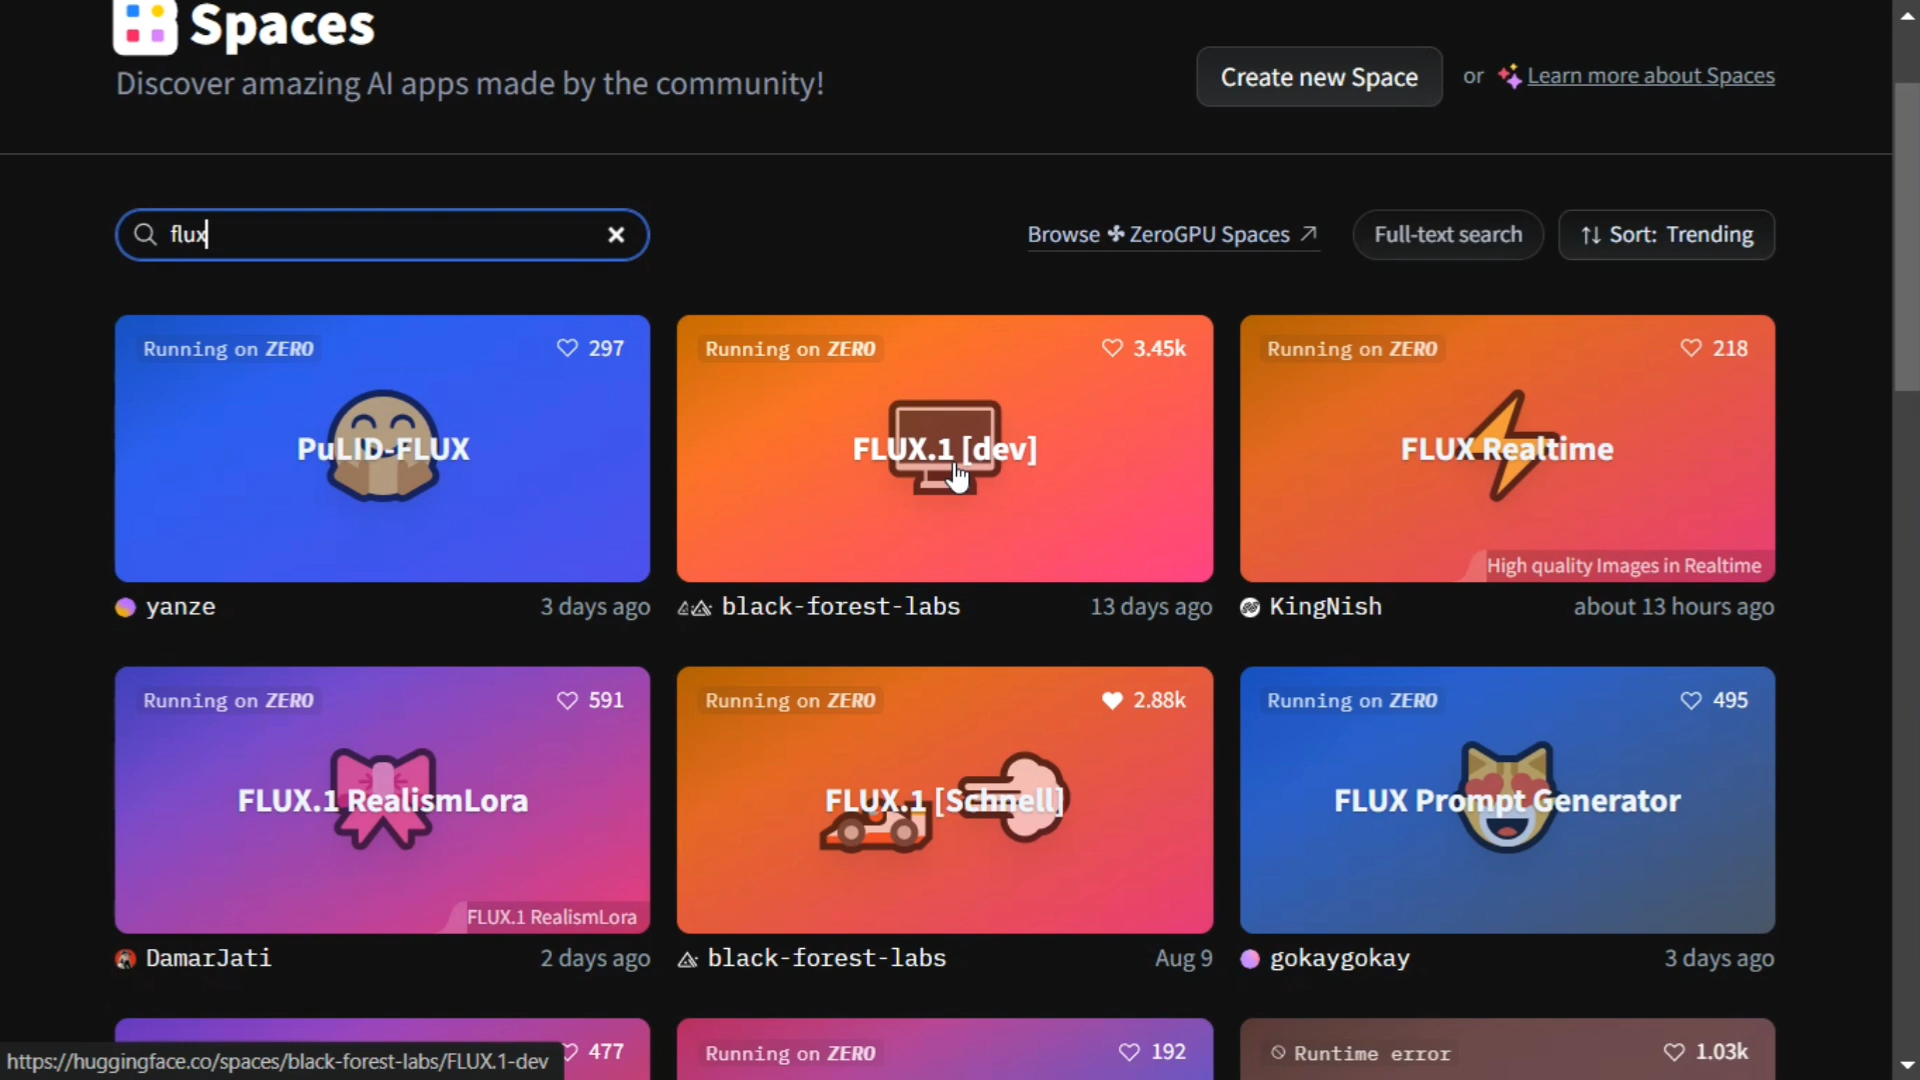 Spaces
Discover amazing AI apps made by the community!
Create new Space
or Learn more about Spaces
flux
Browse ZeroGPU Spaces
Full-text search
Sort: Trending
Running on ZERO
297
PuLID-FLUX
yanze
3 days ago
Running on ZERO
3.45k
FLUX.1 [dev]
black-forest-labs
13 days ago
Running on ZERO
218
FLUX Realtime
High quality Images in Realtime
KingNish
about 13 hours ago
Running on ZERO
591
FLUX.1 RealismLora
FLUX.1 RealismLora
DamarJati
2 days ago
Running on ZERO
2.88k
FLUX.1 [Schnell]
black-forest-labs
Aug 9
Running on ZERO
495
FLUX Prompt Generator
gokaygokay
3 days ago
477
Running on ZERO
192
Runtime error
1.03k
https://huggingface.co/spaces/black-forest-labs/FLUX.1-dev